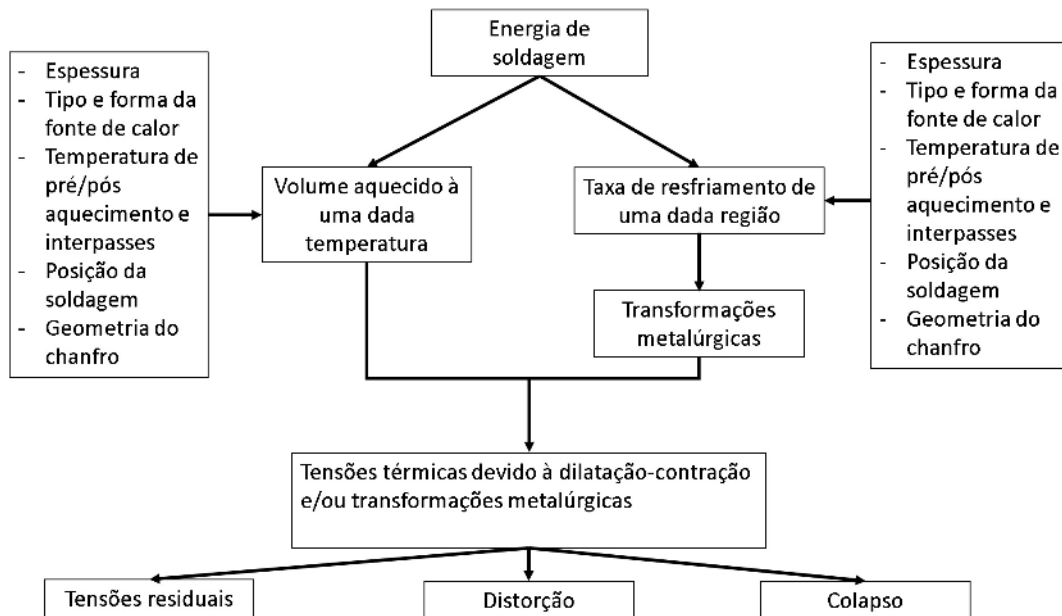 Energia de
soldagem
- Espessura
- Tipo e forma da
fonte de calor
- Temperatura de
pré/pós
aquecimento e
interpasses
- Posição da
soldagem
- Geometria do
chanfro
Volume aquecido à
uma dada
temperatura
Taxa de resfriamento de
uma dada região
- Espessura
- Tipo e forma da
fonte de calor
- Temperatura de
pré/pós
aquecimento e
interpasses
- Posição da
soldagem
- Geometria do
chanfro
Transformações
metalúrgicas
Tensões térmicas devido à dilatação-contração
e/ou transformações metalúrgicas
Tensões residuais
Distorção
Colapso